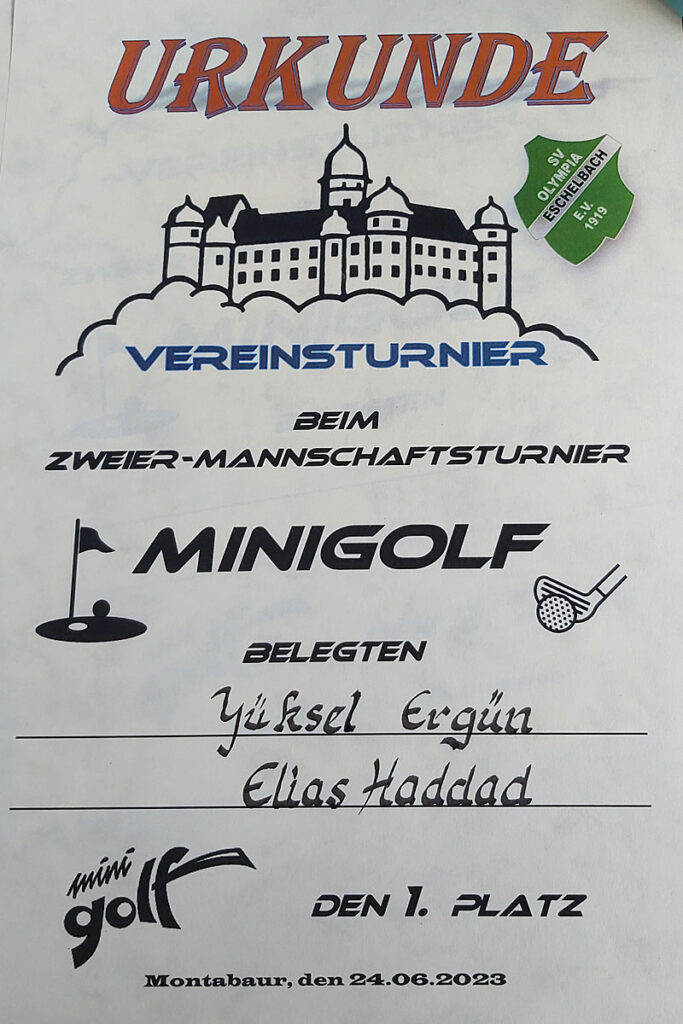 URKUNDE
SV
OLYMPIA
ESCHELBACH
E.V.
1919
VEREINSTURNIER
BEIM
ZWEIER-MANNSCHAFTSTURNIER
MINIGOLF
BELEGTEN
Yüksel Ergün
Elias Haddad
mini
golf
DEN 1. PLATZ
Montabaur, den 24.06.2023